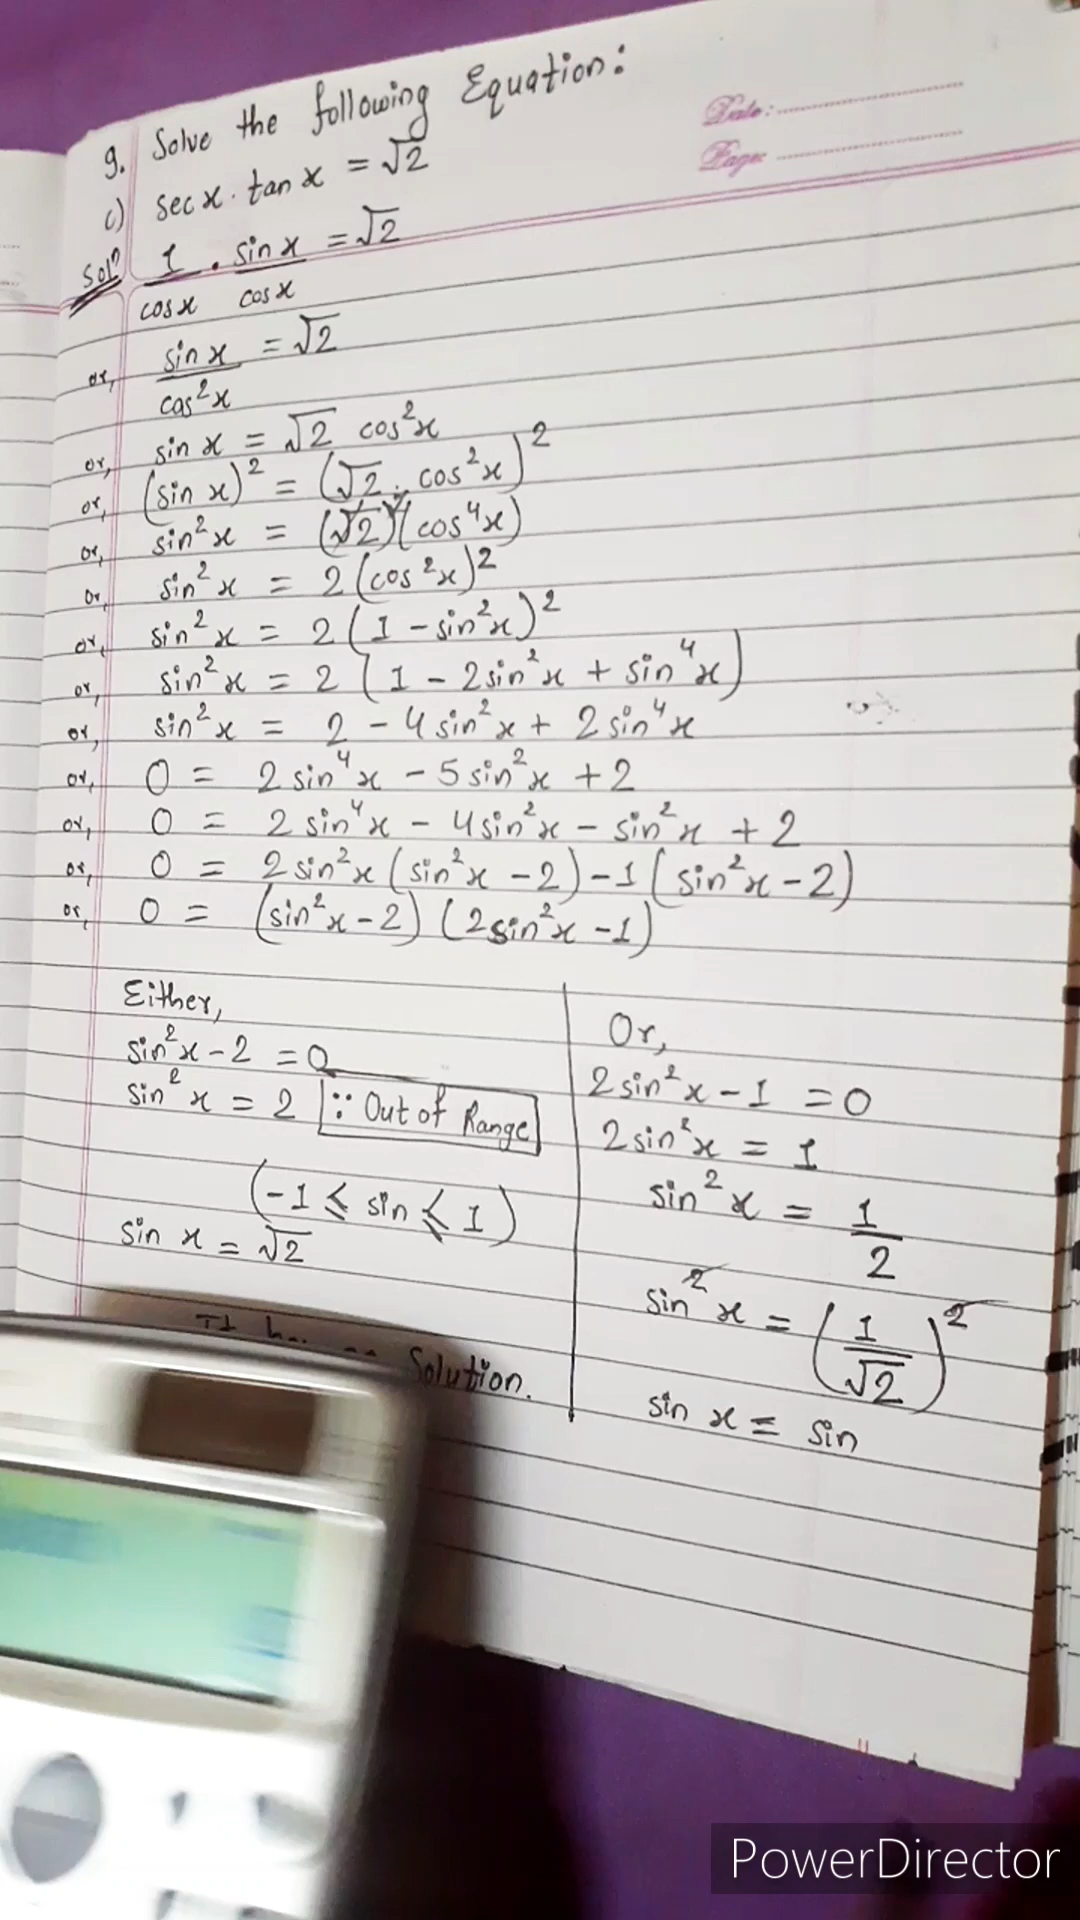 9. Solve the following Equation:
Date:
Page:
c) sec x . tan x = √2
Solⁿ 1/cos x . sin x/cos x = √2
or, sin x/cos²x = √2
or, sin x = √2 cos²x
or, (sin x)² = (√2 . cos²x)²
or, sin²x = (√2)²(cos⁴x)
or, sin²x = 2(cos²x)²
or, sin²x = 2(1 - sin²x)²
or, sin²x = 2(1 - 2sin²x + sin⁴x)
or, sin²x = 2 - 4sin²x + 2sin⁴x
or, 0 = 2sin⁴x - 5sin²x + 2
or, 0 = 2sin⁴x - 4sin²x - sin²x + 2
or, 0 = 2sin²x(sin²x - 2) - 1(sin²x - 2)
or, 0 = (sin²x - 2)(2sin²x - 1)
Either,
sin²x - 2 = 0
sin²x = 2 ∵ Out of Range
(-1 ≤ sin ≤ 1)
sin x = √2
Solution.
Or,
2sin²x - 1 = 0
2sin²x = 1
sin²x = 1/2
sin²x = (1/√2)²
sin x = sin
PowerDirector